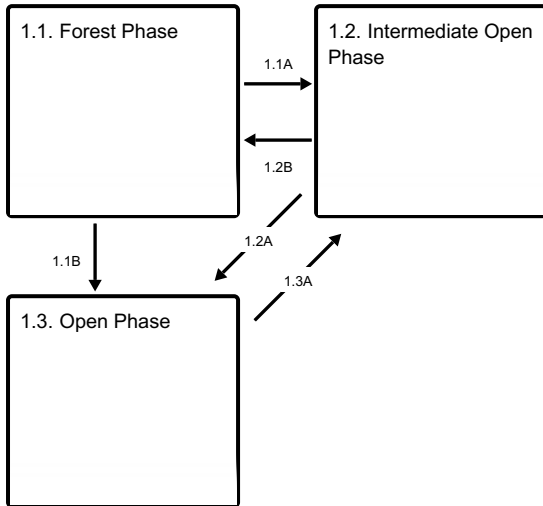 1.1. Forest Phase
1.2. Intermediate Open
Phase
1.1A
1.2B
1.2A
1.1B
1.3A
1.3. Open Phase